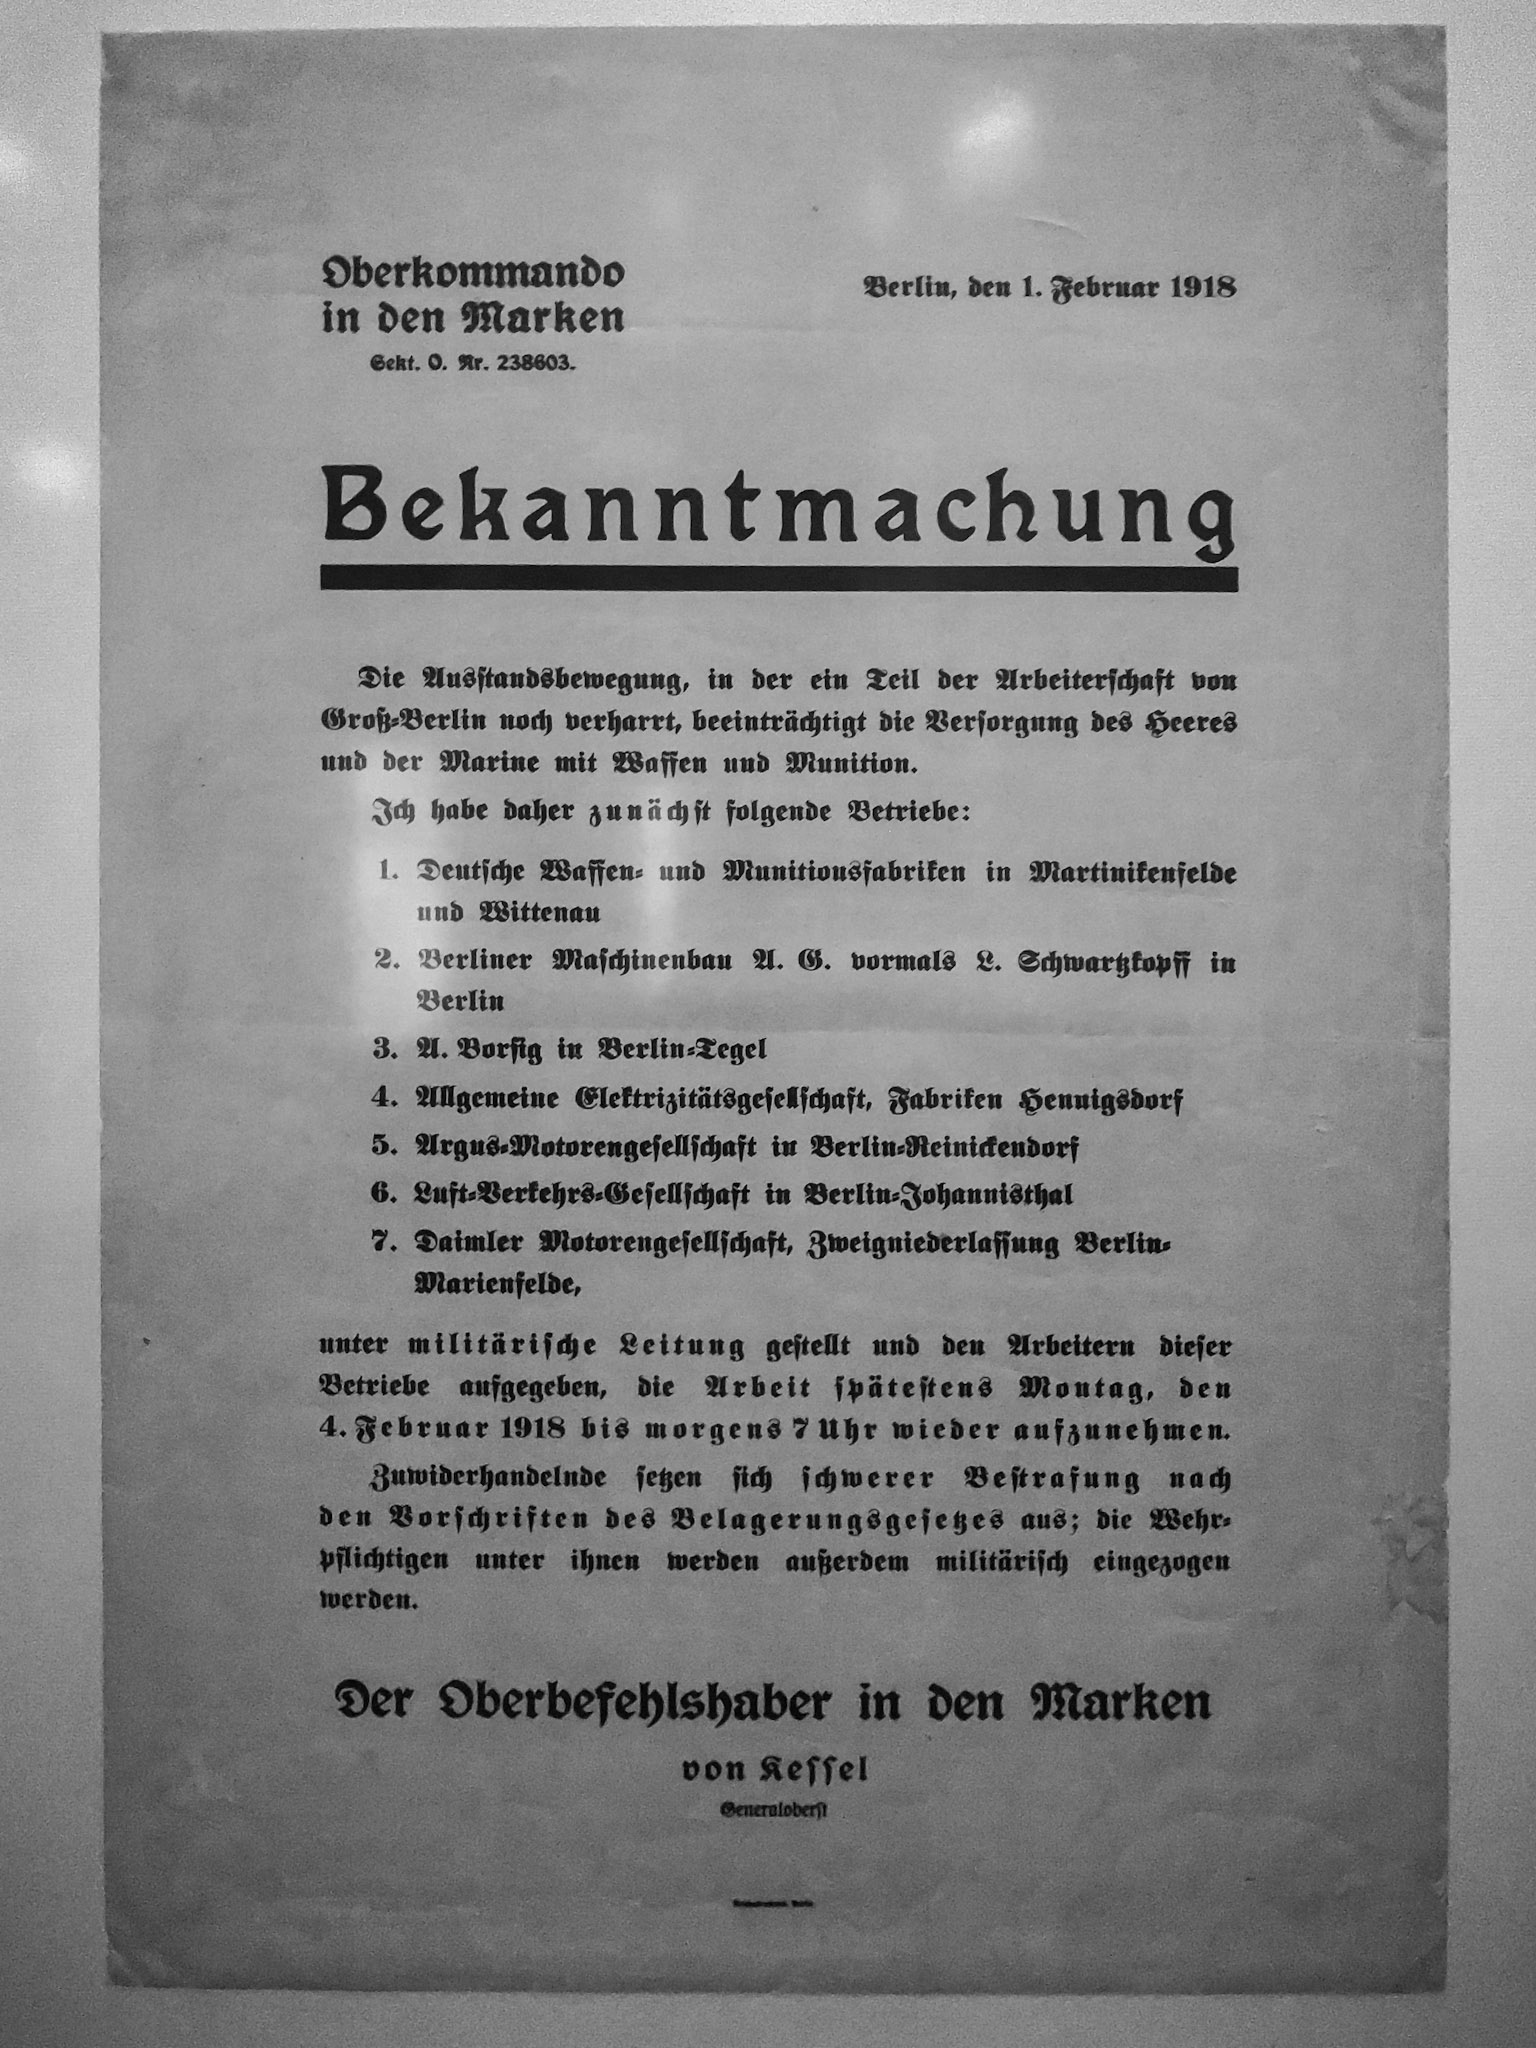 Oberkommando
in den Marken
Sekt. O. Nr. 238603.
Berlin, den 1. Februar 1918
Bekanntmachung
Die Ausstandsbewegung, in der ein Teil der Arbeiterschaft von
Groß-Berlin noch verharrt, beeinträchtigt die Versorgung des Heeres
und der Marine mit Waffen und Munition.
Ich habe daher zunächst folgende Betriebe:
1. Deutsche Waffen- und Munitionsfabriken in Martinikenfelde
und Wittenau
2. Berliner Maschinenbau A. G. vormals L. Schwartzkopff in
Berlin
3. A. Borsig in Berlin-Tegel
4. Allgemeine Elektrizitätsgesellschaft, Fabriken Hennigsdorf
5. Argus-Motorengesellschaft in Berlin-Reinickendorf
6. Luft-Verkehrs-Gesellschaft in Berlin-Johannisthal
7. Daimler Motorengesellschaft, Zweigniederlassung Berlin-
Marienfelde,
unter militärische Leitung gestellt und den Arbeitern dieser
Betriebe aufgegeben, die Arbeit spätestens Montag, den
4. Februar 1918 bis morgens 7 Uhr wieder aufzunehmen.
Zuwiderhandelnde setzen sich schwerer Bestrafung nach
den Vorschriften des Belagerungsgesetzes aus; die Wehr-
pflichtigen unter ihnen werden außerdem militärisch eingezogen
werden.
Der Oberbefehlshaber in den Marken
von Kessel
Generaloberst